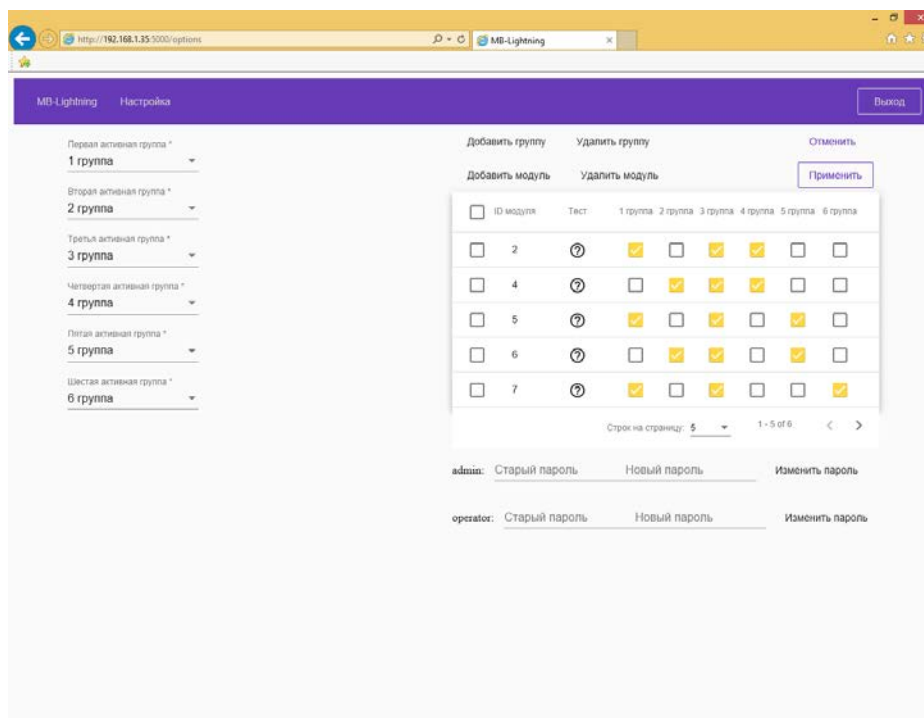 http://192.168.1.35:5000/options
MB-Lightning
MB-Lightning Настройка Выход
Первая активная группа *
1 группа
Вторая активная группа *
2 группа
Третья активная группа *
3 группа
Четвертая активная группа *
4 группа
Пятая активная группа *
5 группа
Шестая активная группа *
6 группа
Добавить группу Удалить группу Отменить
Добавить модуль Удалить модуль Применить
ID модуля Тест 1 группа 2 группа 3 группа 4 группа 5 группа 6 группа
2
4
5
6
7
Строк на страницу: 5 1 - 5 of 6
admin: Старый пароль Новый пароль Изменить пароль
operator: Старый пароль Новый пароль Изменить пароль